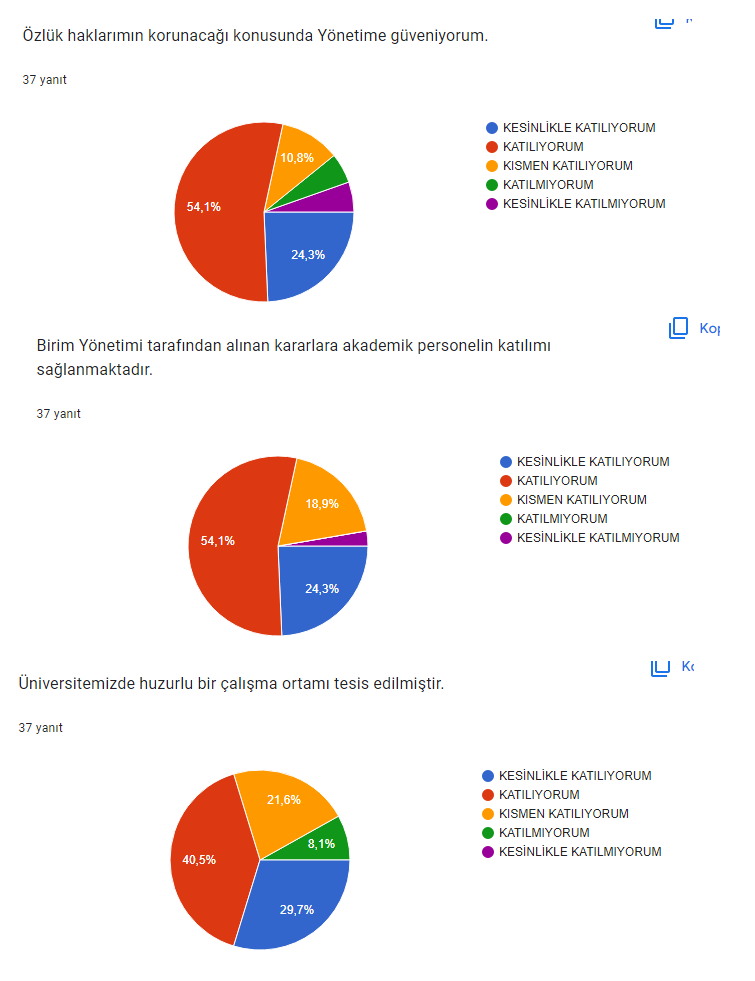 Özlük haklarımın korunacağı konusunda Yönetime güveniyorum.
37 yanıt
KESİNLİKLE KATILIYORUM
KATILIYORUM
KISMEN KATILIYORUM
KATILMIYORUM
KESİNLİKLE KATILMIYORUM
10,8%
54,1%
24,3%
Kop
Birim Yönetimi tarafından alınan kararlara akademik personelin katılımı
sağlanmaktadır.
37 yanıt
KESİNLİKLE KATILIYORUM
KATILIYORUM
KISMEN KATILIYORUM
KATILMIYORUM
KESİNLİKLE KATILMIYORUM
18,9%
54,1%
24,3%
Ko
Üniversitemizde huzurlu bir çalışma ortamı tesis edilmiştir.
37 yanıt
KESİNLİKLE KATILIYORUM
KATILIYORUM
KISMEN KATILIYORUM
KATILMIYORUM
KESİNLİKLE KATILMIYORUM
21,6%
8,1%
40,5%
29,7%